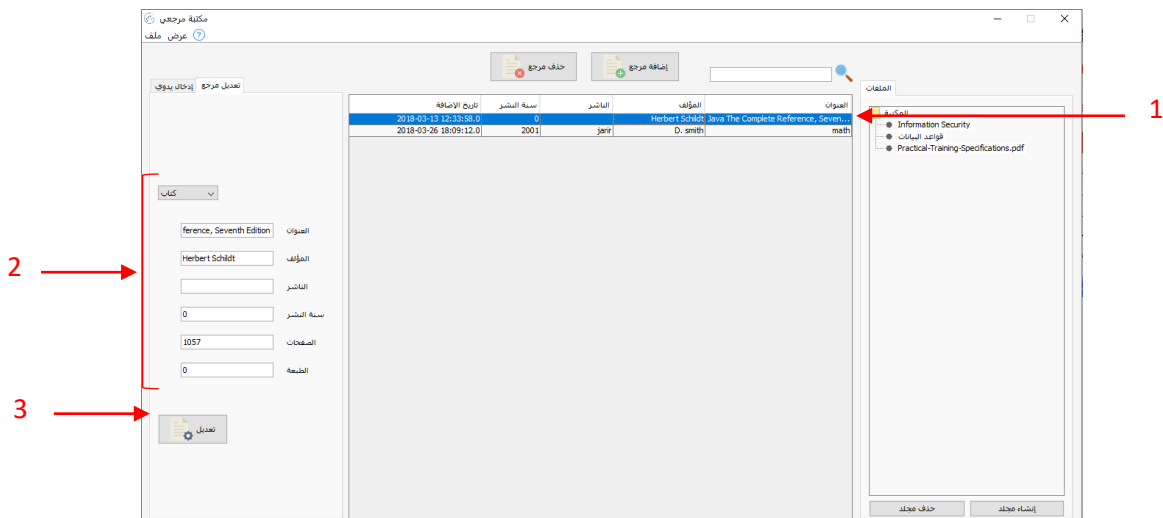 مكتبة مرجعي
ملف عرض ?
إضافة مرجع
حذف مرجع
الملفات
المكتبة
Information Security
قواعد البيانات
Practical-Training-Specifications.pdf
إنشاء مجلد
حذف مجلد
العنوان المؤلف الناشر سنة النشر تاريخ الإضافة
Java The Complete Reference, Seven... Herbert Schildt 0 2018-03-13 12:33:58.0
math D. smith jarir 2001 2018-03-26 18:09:12.0
إدخال يدوي تعديل مرجع
كتاب
العنوان ference, Seventh Edition
المؤلف Herbert Schildt
الناشر
سنة النشر 0
الصفحات 1057
الطبعة 0
تعديل
1
2
3